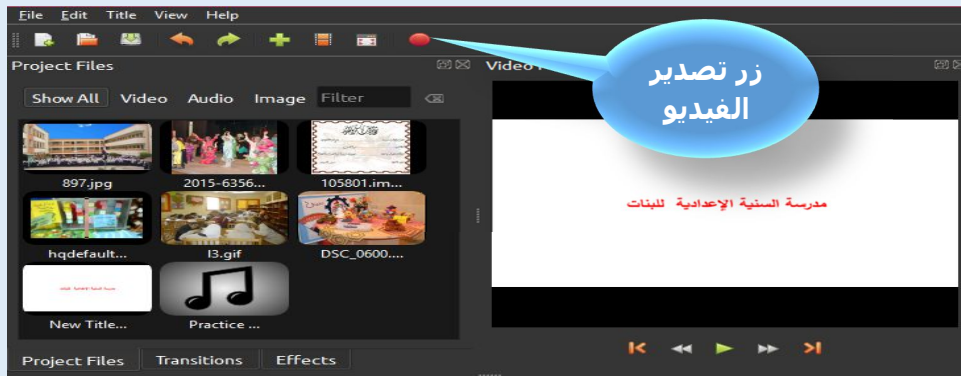 File Edit Title View Help
Project Files
Video
زر تصدير
الفيديو
Show All Video Audio Image Filter
897.jpg 2015-6356... 105801.im...
مدرسة السنية الإعدادية للبنات
hqdefault... I3.gif DSC_0600....
New Title... Practice ...
Project Files Transitions Effects